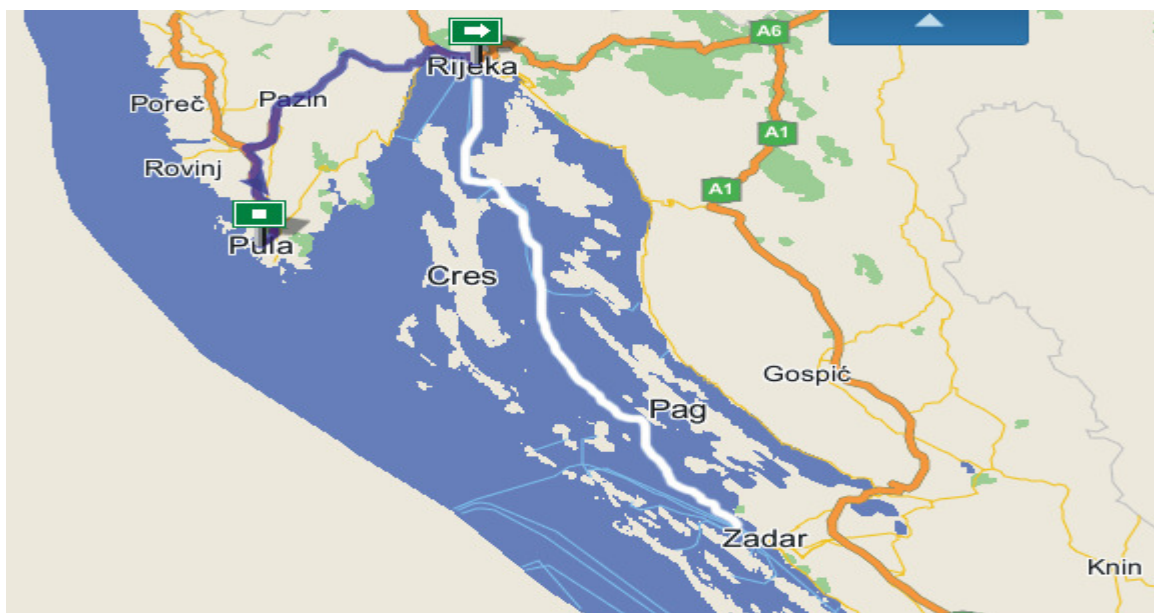 A6
Rijeka
Poreč
Pazin
A1
Rovinj
A1
Pula
Cres
Gospić
Pag
Zadar
Knin